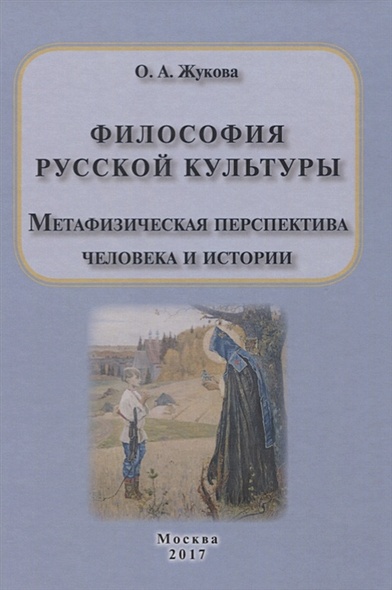 О. А. Жукова
ФИЛОСОФИЯ
РУССКОЙ КУЛЬТУРЫ
МЕТАФИЗИЧЕСКАЯ ПЕРСПЕКТИВА
ЧЕЛОВЕКА И ИСТОРИИ
Москва
2017